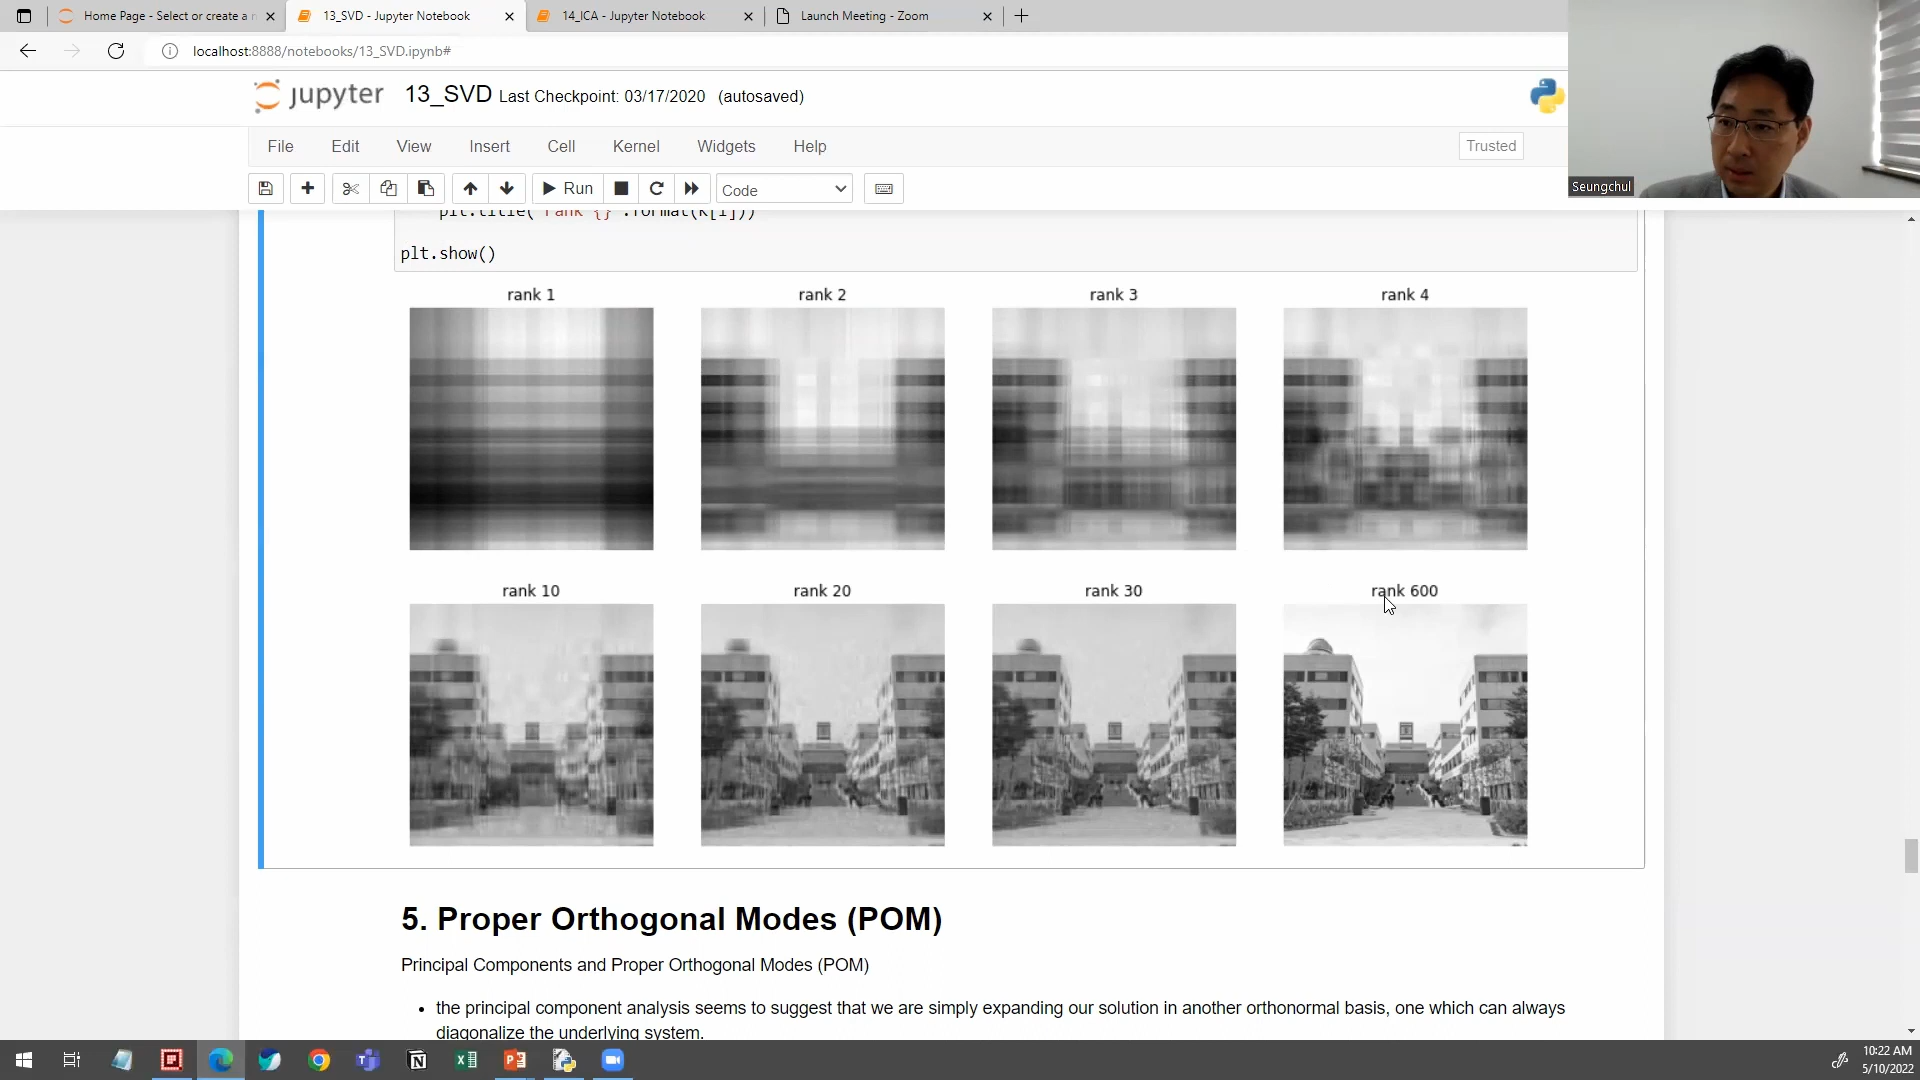 Home Page - Select or create a n
13_SVD - Jupyter Notebook
14_ICA - Jupyter Notebook
Launch Meeting - Zoom
localhost:8888/notebooks/13_SVD.ipynb#
jupyter 13_SVD Last Checkpoint: 03/17/2020 (autosaved)
File Edit View Insert Cell Kernel Widgets Help
Trusted
Seungchul
Run
Code
plt.title("rank {}".format(K[i]))
plt.show()
rank 1 rank 2 rank 3 rank 4
rank 10 rank 20 rank 30 rank 600
5. Proper Orthogonal Modes (POM)
Principal Components and Proper Orthogonal Modes (POM)
• the principal component analysis seems to suggest that we are simply expanding our solution in another orthonormal basis, one which can always
diagonalize the underlying system.
10:22 AM
5/10/2022